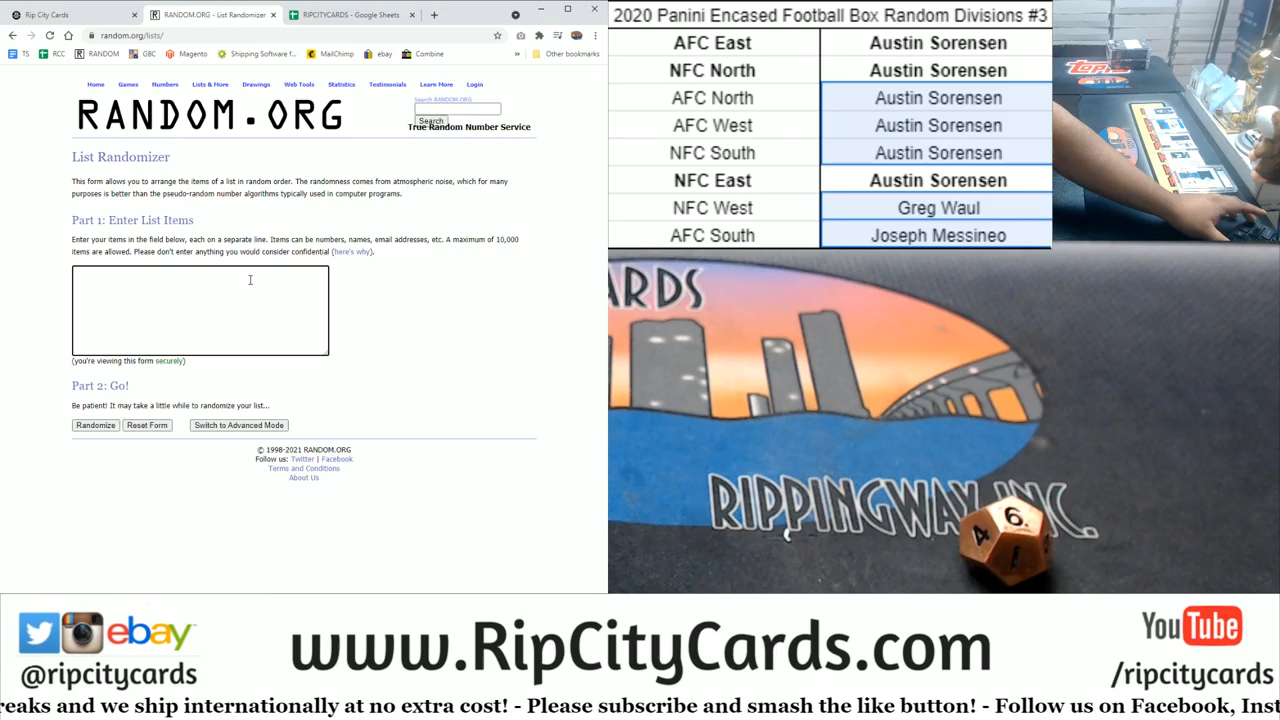 Rip City Cards
RANDOM.ORG - List Randomizer
RIPCITYCARDS - Google Sheets
random.org/lists/
TS
RCC
RANDOM
GBC
Magento
Shipping Software f...
MailChimp
ebay
Combine
»
Other bookmarks
Home
Games
Numbers
Lists & More
Drawings
Web Tools
Statistics
Testimonials
Learn More
Login
RANDOM.ORG
Search RANDOM.ORG
Search
True Random Number Service
List Randomizer
This form allows you to arrange the items of a list in random order. The randomness comes from atmospheric noise, which for many
purposes is better than the pseudo-random number algorithms typically used in computer programs.
Part 1: Enter List Items
Enter your items in the field below, each on a separate line. Items can be numbers, names, email addresses, etc. A maximum of 10,000
items are allowed. Please don't enter anything you would consider confidential (here's why).
(you're viewing this form securely)
Part 2: Go!
Be patient! It may take a little while to randomize your list...
Randomize
Reset Form
Switch to Advanced Mode
© 1998-2021 RANDOM.ORG
Follow us: Twitter | Facebook
Terms and Conditions
About Us
2020 Panini Encased Football Box Random Divisions #3
AFC East Austin Sorensen
NFC North Austin Sorensen
AFC North Austin Sorensen
AFC West Austin Sorensen
NFC South Austin Sorensen
NFC East Austin Sorensen
NFC West Greg Waul
AFC South Joseph Messineo
topps
ARDS
RIPPINGWAY INC.
6.
4
1
ebay
@ripcitycards
www.RipCityCards.com
YouTube
/ripcitycards
reaks and we ship internationally at no extra cost! - Please subscribe and smash the like button! - Follow us on Facebook, Inst